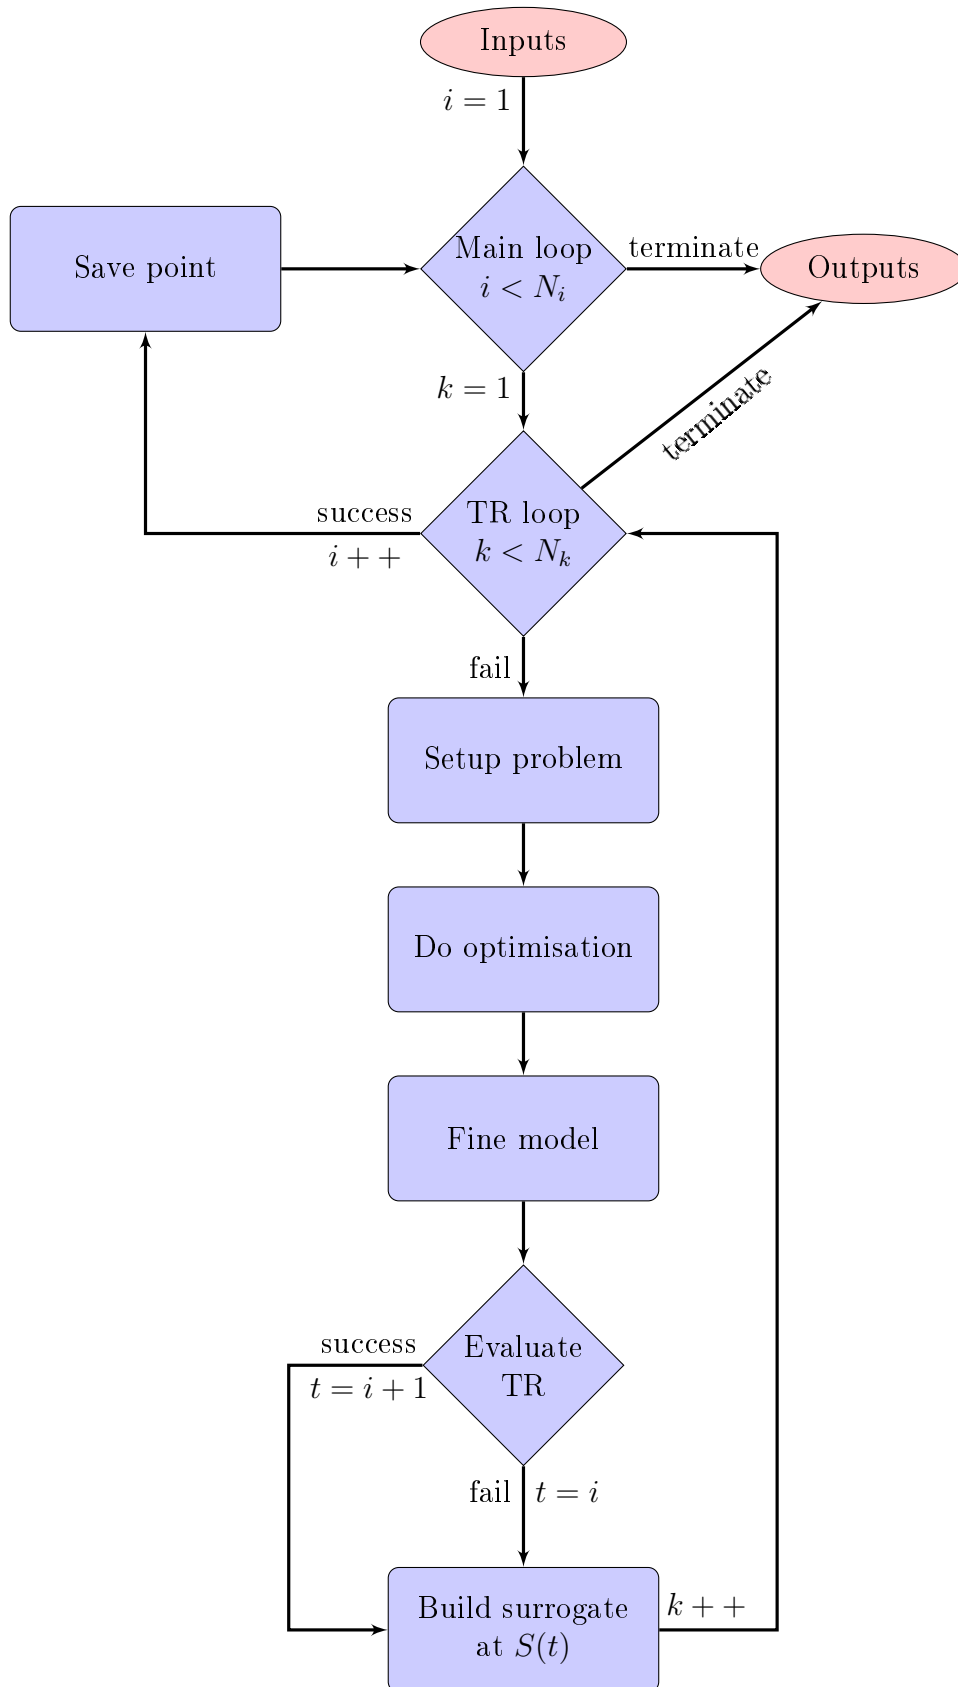 Inputs
i = 1
Save point
Main loop
i < N_i
terminate
Outputs
k = 1
terminate
success
i + +
TR loop
k < N_k
fail
Setup problem
Do optimisation
Fine model
success
t = i + 1
Evaluate
TR
fail
t = i
Build surrogate
at S(t)
k + +